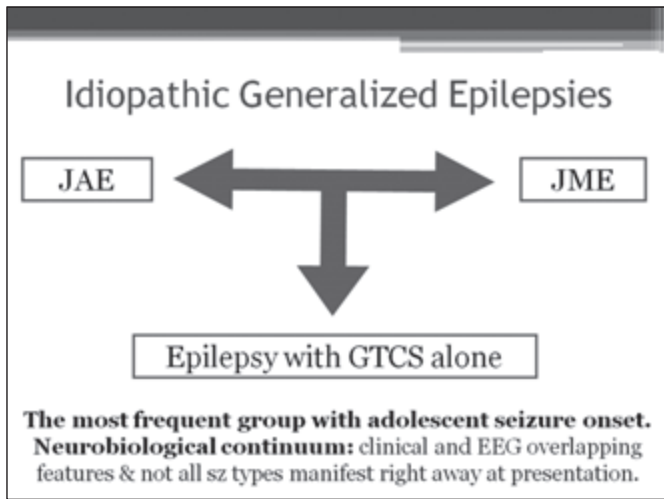 Idiopathic Generalized Epilepsies
JAE
JME
Epilepsy with GTCS alone
The most frequent group with adolescent seizure onset.
Neurobiological continuum: clinical and EEG overlapping
features & not all sz types manifest right away at presentation.